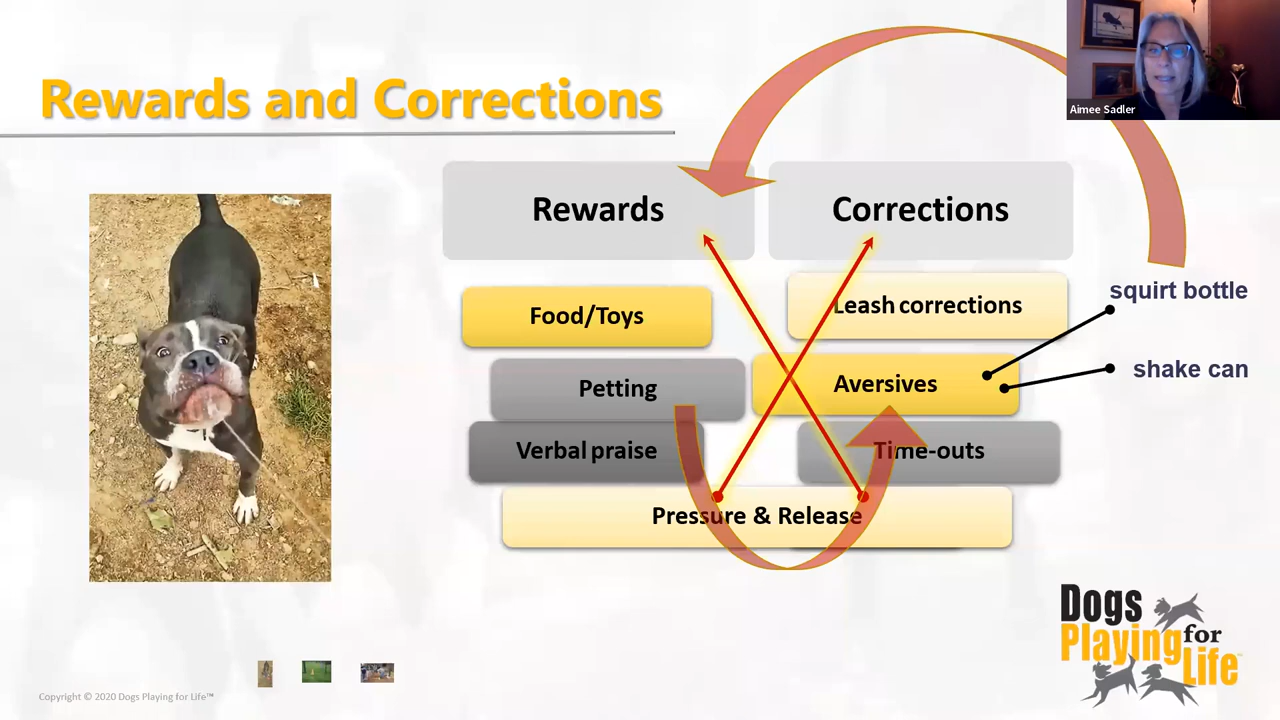 Aimee Sadler
Rewards and Corrections
Rewards
Corrections
Food/Toys
Petting
Verbal praise
Leash corrections
Aversives
Time-outs
Pressure & Release
squirt bottle
shake can
Dogs
Playing for
Life™
Copyright © 2020 Dogs Playing for Life™